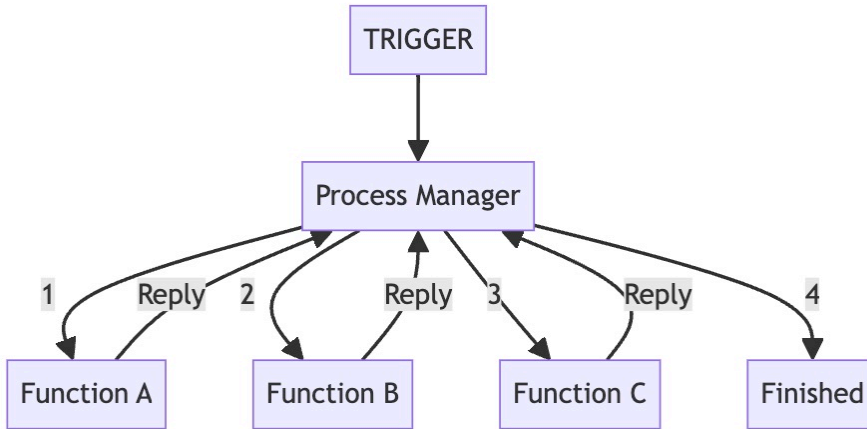 TRIGGER
Process Manager
1
Reply
2
Reply
3
Reply
4
Function A
Function B
Function C
Finished